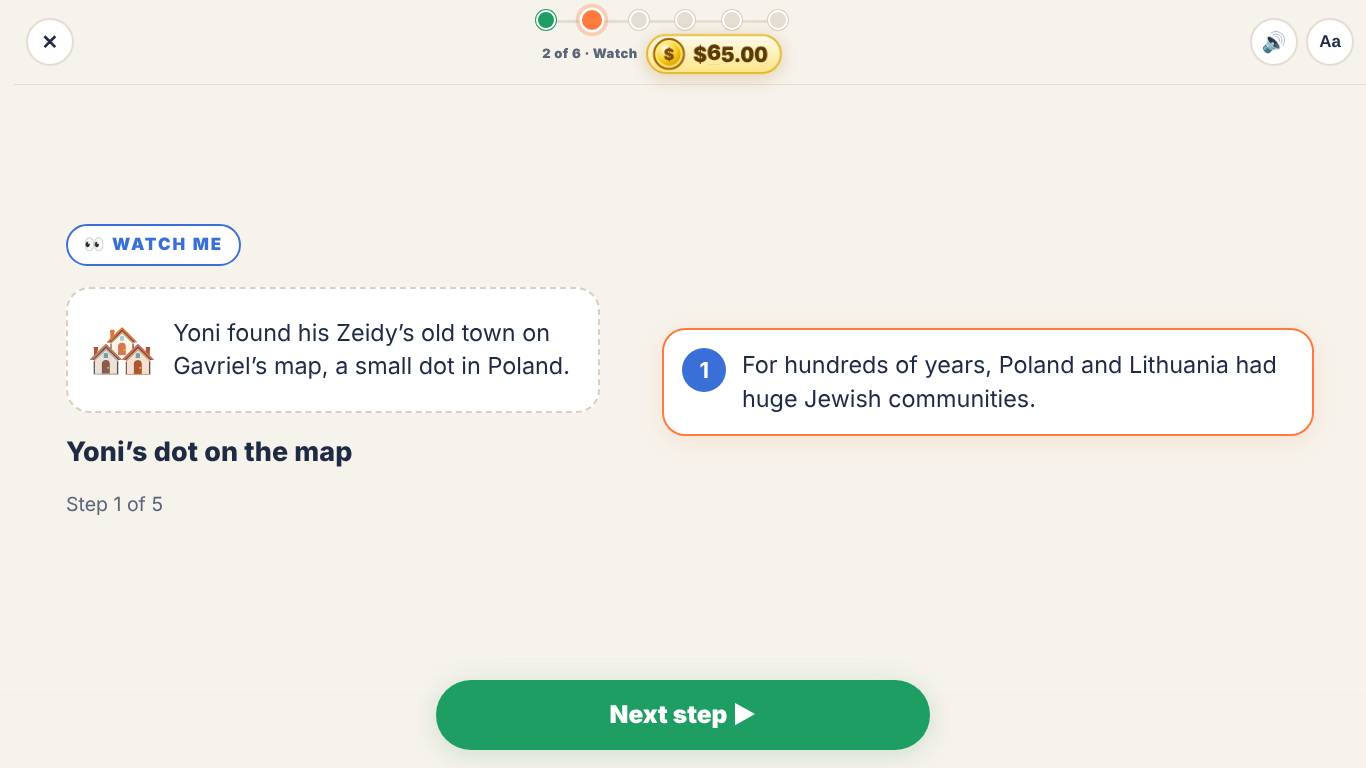 ✕
2 of 6 · Watch
$ $65.00
Aa
👀 WATCH ME
Yoni found his Zeidy’s old town on
Gavriel’s map, a small dot in Poland.
Yoni’s dot on the map
Step 1 of 5
1 For hundreds of years, Poland and Lithuania had
huge Jewish communities.
Next step ▶